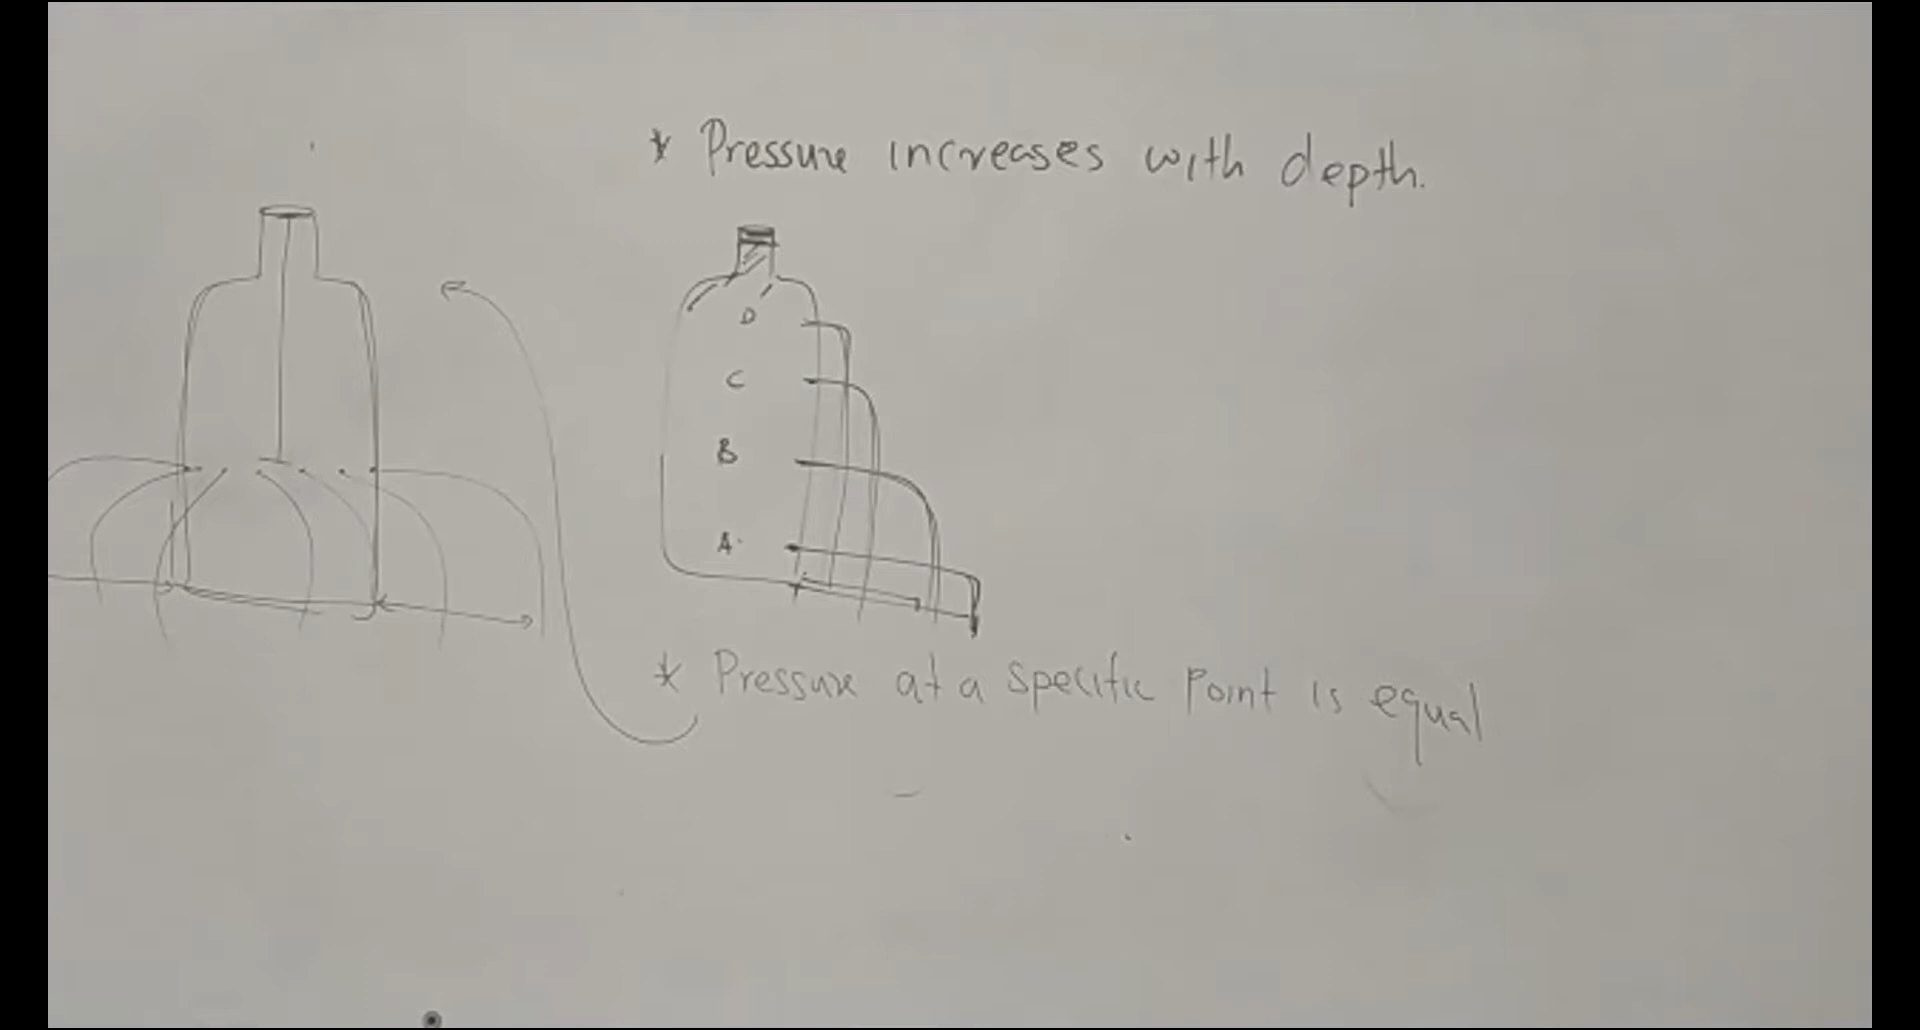 * Pressure increases with depth.
D
C
B
A
* Pressure at a specific point is equal